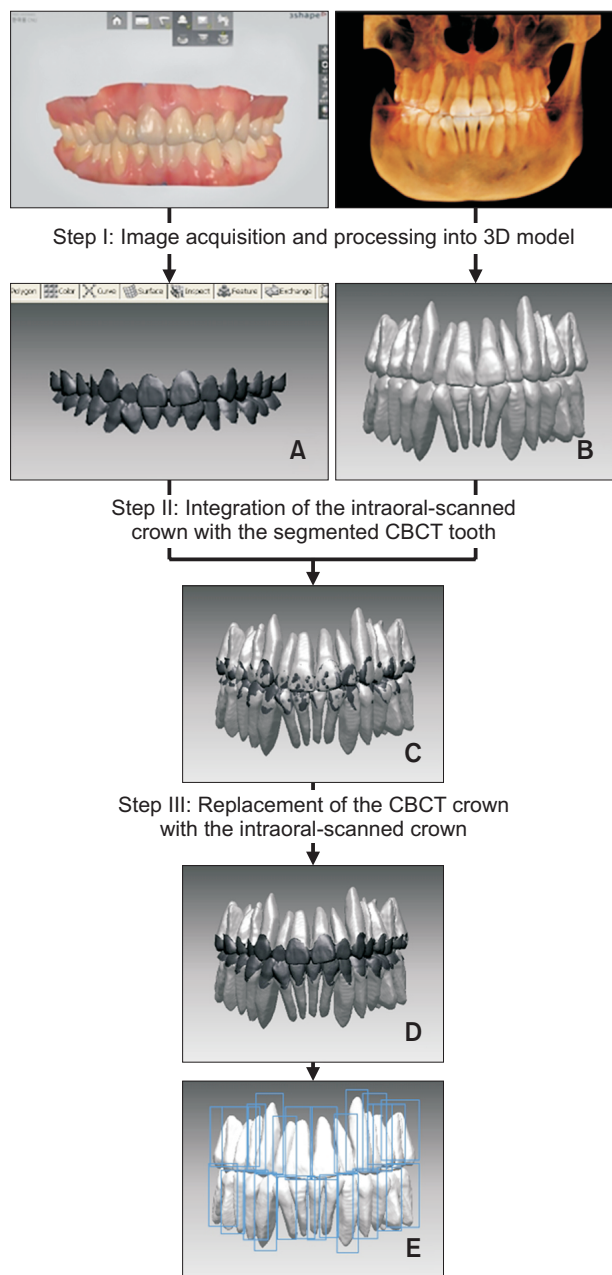 3shape
Step I: Image acquisition and processing into 3D model
Polygon Color Curve Surface Inspect Feature Exchange
A
B
Step II: Integration of the intraoral-scanned
crown with the segmented CBCT tooth
C
Step III: Replacement of the CBCT crown
with the intraoral-scanned crown
D
E